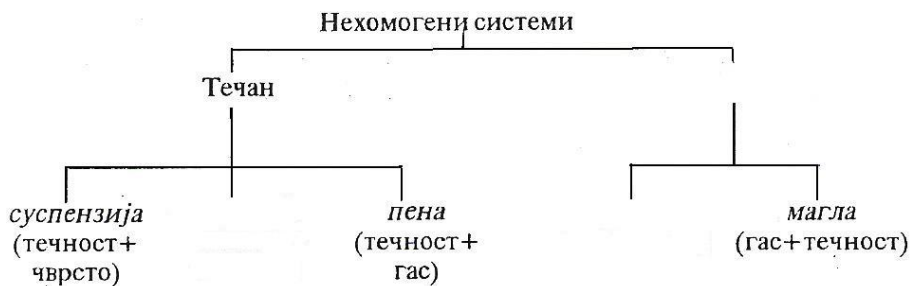 Нехомогени системи
Течан
суспензија
(течност+
чврсто)
пена
(течност+
гас)
магла
(гас+течност)